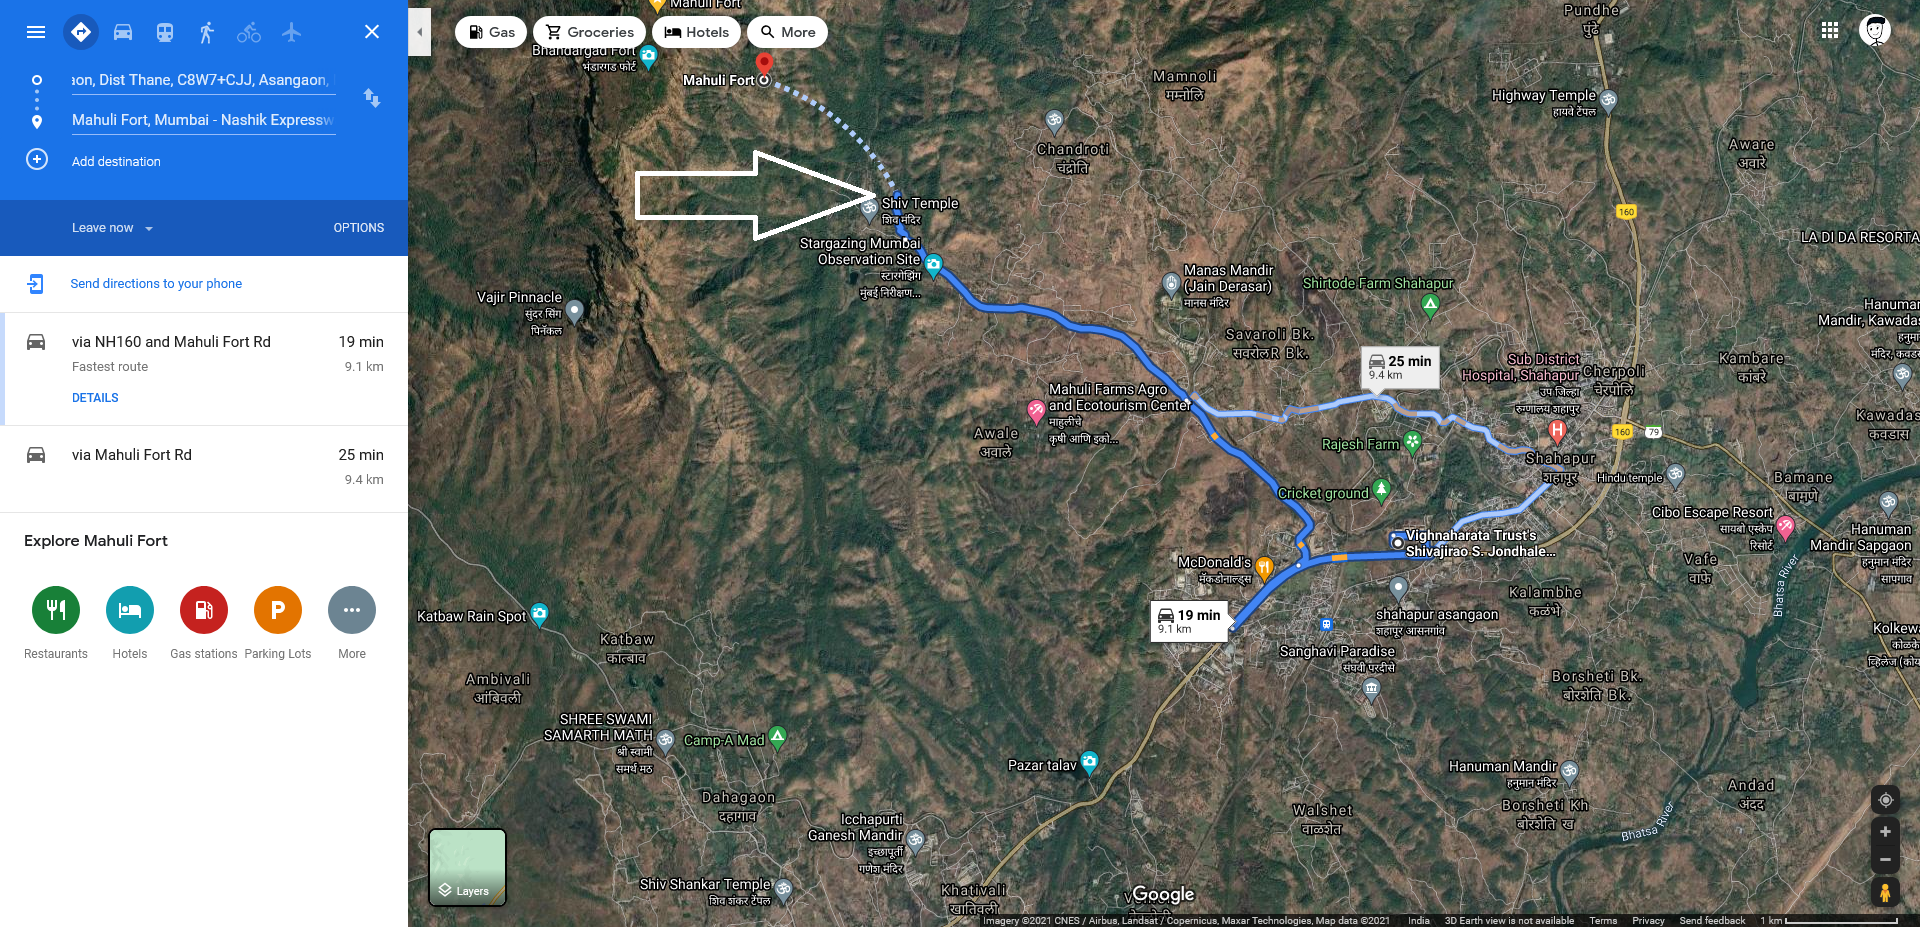 aon, Dist Thane, C8W7+CJJ, Asangaon,
Mahuli Fort, Mumbai - Nashik Expressw
Add destination
Leave now
OPTIONS
Send directions to your phone
via NH160 and Mahuli Fort Rd
19 min
Fastest route
9.1 km
DETAILS
via Mahuli Fort Rd
25 min
9.4 km
Explore Mahuli Fort
Restaurants
Hotels
Gas stations
Parking Lots
More
Gas
Groceries
Hotels
More
Mahuli Fort
Bhandargad Fort
भंडारगड फोर्ट
Mahuli Fort
Pundhe
पुंढे
Mamnoli
मम्नोलि
Highway Temple
हायवे टेंपल
Chandroti
चंद्रोति
Aware
अवारे
160
Shiv Temple
शिव मंदिर
LA DI DA RESORTA
Stargazing Mumbai
Observation Site
स्टारगेझिंग
मुंबई निरीक्षण...
Manas Mandir
(Jain Derasar)
मानस मंदिर
Shirtode Farm Shahapur
Vajir Pinnacle
सुंदर सिंग
पिनॅकल
Hanuman
Mandir, Kawadas
हनुमा
मंदिर, कवडस
Savaroli Bk.
सवरोलR Bk.
25 min
9.4 km
Sub District
Hospital, Shahapur
उप जिल्हा
रुग्णालय शहापुर
Cherpoli
चेरपोलि
Kambare
कांबरे
Mahuli Farms Agro
and Ecotourism Center
माहुलीचे
कृषी आणि इको...
Kawadas
कवडास
Awale
अवाले
160
79
Rajesh Farm
Shahapur
शहापूर
Hindu temple
Bamane
बामणे
Cricket ground
Cibo Escape Resort
सायबो एस्केप
रिसोर्ट
Hanuman
Mandir Sapgaon
हनुमान मंदिर
सापगाव
Vighnaharata Trust's
Shivajirao S. Jondhale...
McDonald's
मॅकडोनाल्ड्स
Vafe
वाफे
Bhatsa River
Kalambhe
कळंभे
19 min
9.1 km
shahapur asangaon
शहापूर आसनगांव
Katbaw Rain Spot
Katbaw
कात्बाव
Kolkewa
कोळके
व्हिलेज (कोय
Sanghavi Paradise
संघवी परदीसे
Ambivali
आंबिवली
Borsheti Bk.
बोरशेति Bk.
SHREE SWAMI
SAMARTH MATH
श्री स्वामी
समर्थ मठ
Camp-A Mad
Pazar talav
Hanuman Mandir
हनुमान मंदिर
Dahagaon
दहागाव
Andad
अंदद
Walshet
वाळशेत
Borsheti Kh
बोरशेति ख
Bhatsa River
Icchapurti
Ganesh Mandir
इच्छापूर्ती
गणेश मंदिर
Layers
Shiv Shankar Temple
शिव शंकर टेंपल
Khativali
खातिवली
Google
Imagery ©2021 CNES / Airbus, Landsat / Copernicus, Maxar Technologies, Map data ©2021
India
3D Earth view is not available
Terms
Privacy
Send feedback
1 km